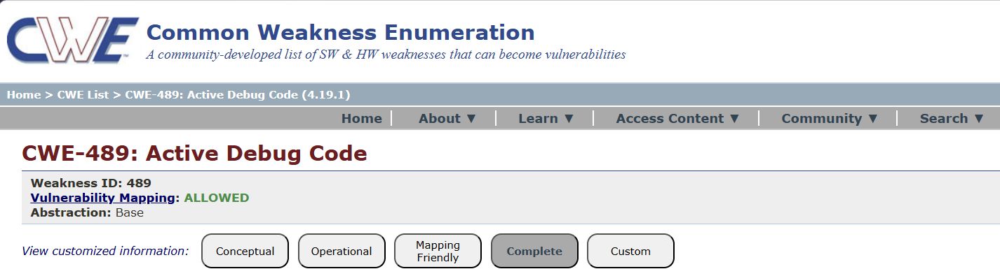 CWE™
Common Weakness Enumeration
A community-developed list of SW & HW weaknesses that can become vulnerabilities
Home > CWE List > CWE-489: Active Debug Code (4.19.1)
Home About ▼ Learn ▼ Access Content ▼ Community ▼ Search ▼
CWE-489: Active Debug Code
Weakness ID: 489
Vulnerability Mapping: ALLOWED
Abstraction: Base
View customized information: Conceptual Operational Mapping Friendly Complete Custom